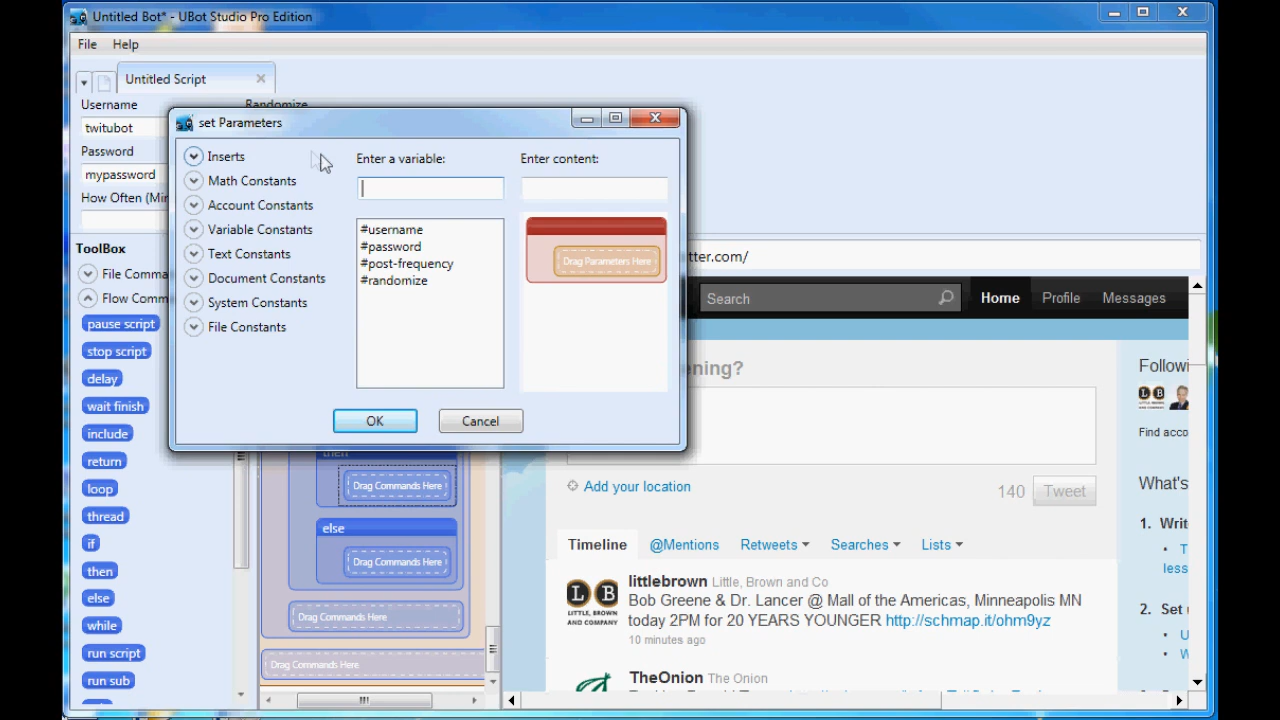 Untitled Bot* - UBot Studio Pro Edition
File Help
Untitled Script
Username Randomize
twitubot
Password
mypassword
How Often (Min
ToolBox
File Comma
Flow Comm
pause script
stop script
delay
wait finish
include
return
loop
thread
if
then
else
while
run script
run sub
set Parameters
Inserts
Math Constants
Account Constants
Variable Constants
Text Constants
Document Constants
System Constants
File Constants
Enter a variable:
#username
#password
#post-frequency
#randomize
Enter content:
Drag Parameters Here
OK Cancel
then
Drag Commands Here
else
Drag Commands Here
Drag Commands Here
Drag Commands Here
tter.com/
Search Home Profile Messages
ening?
Add your location 140 Tweet
Timeline @Mentions Retweets Searches Lists
littlebrown Little, Brown and Co
Bob Greene & Dr. Lancer @ Mall of the Americas, Minneapolis MN
today 2PM for 20 YEARS YOUNGER http://schmap.it/ohm9yz
10 minutes ago
L B
LITTLE, BROWN
AND COMPANY
TheOnion The Onion
Followi
L B
Find acco
What's
1. Writ
T
less
2. Set
U
W